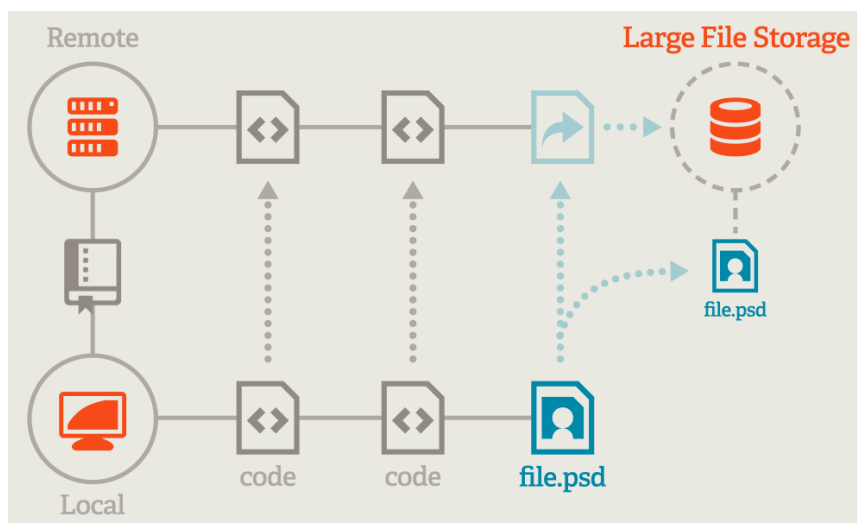 Remote
Large File Storage
file.psd
code
code
file.psd
Local